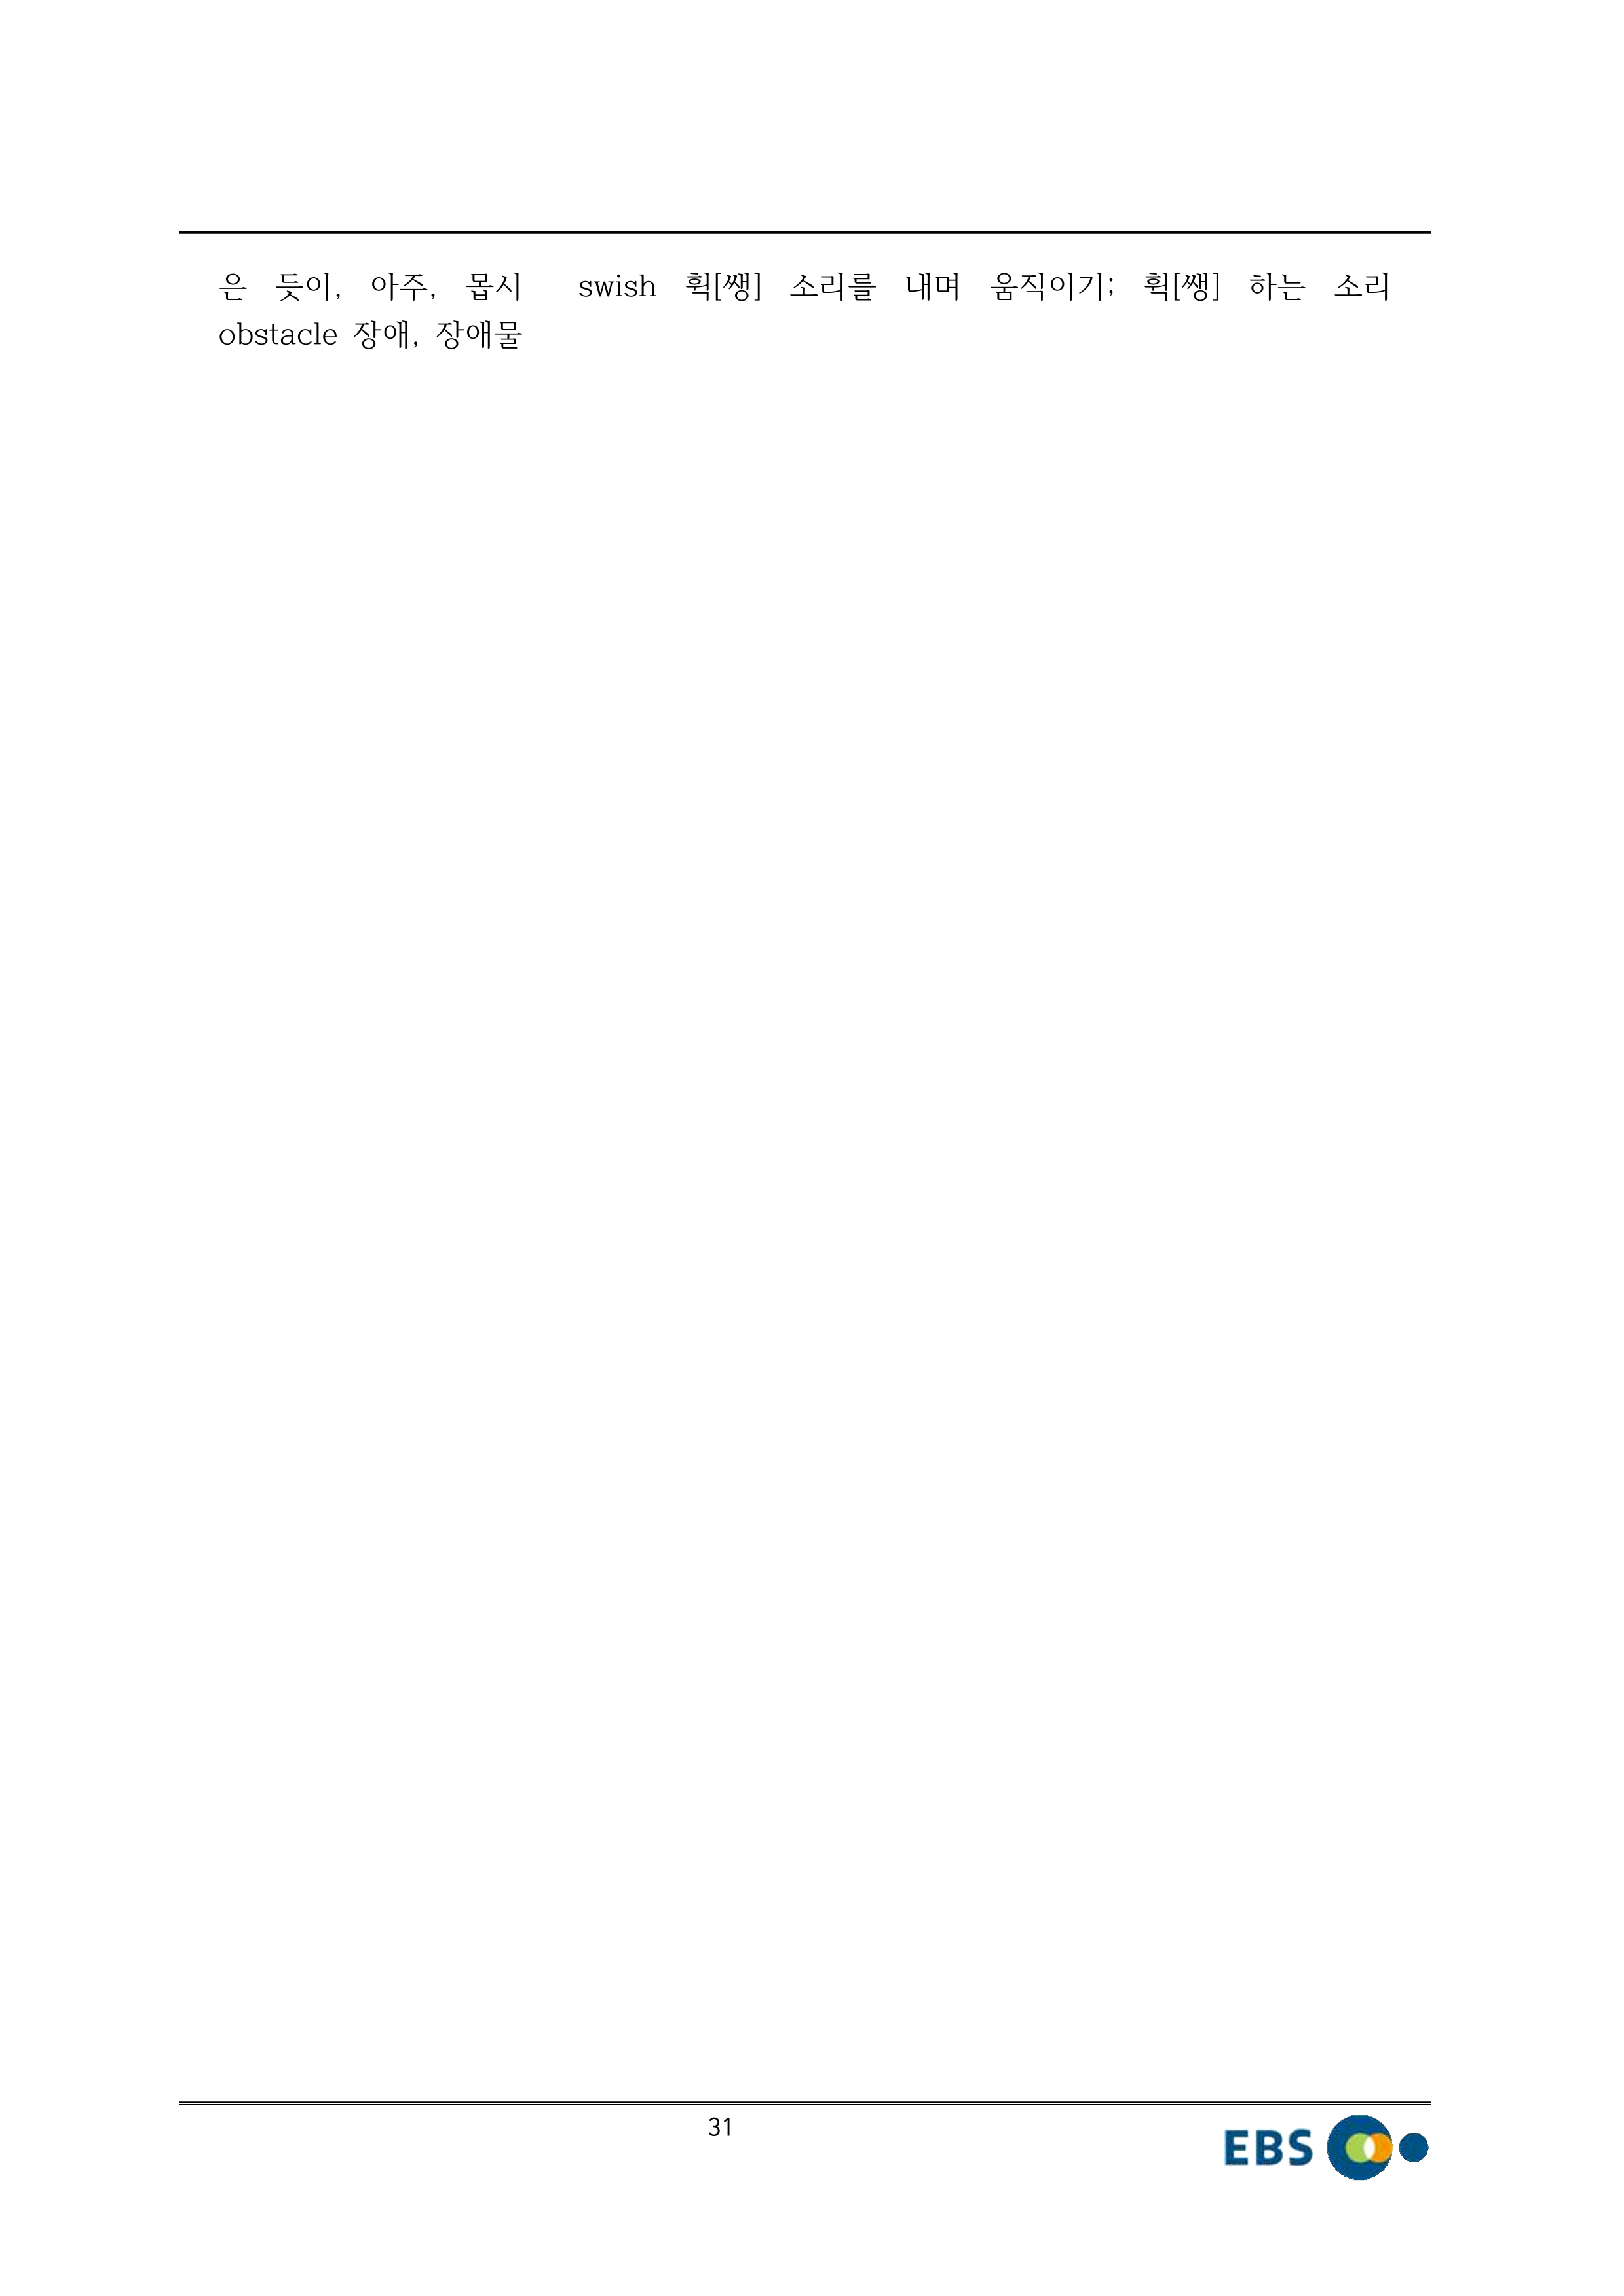 은 듯이, 아주, 몹시 swish 휙[쌩] 소리를 내며 움직이기; 휙[쌩] 하는 소리
obstacle 장애, 장애물
31
EBS